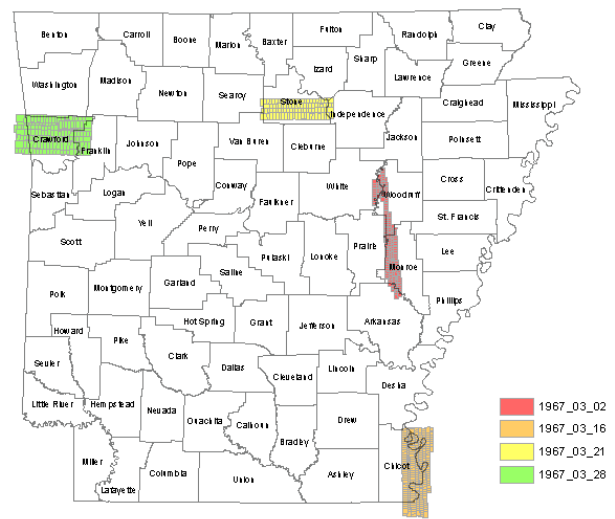 Benton
Carroll
Boone
Marion
Baxter
Fulton
Randolph
Clay
Sharp
Izard
Greene
Lawrence
Washington
Madison
Newton
Searcy
Stone
Independence
Craighead
Mississippi
Crawford
Franklin
Johnson
Pope
Van Buren
Cleburne
Jackson
Poinsett
Cross
Crittenden
Sebastian
Logan
Conway
Faulkner
White
Woodruff
St. Francis
Yell
Perry
Scott
Pulaski
Lonoke
Prairie
Monroe
Lee
Phillips
Saline
Garland
Polk
Montgomery
Hot Spring
Grant
Jefferson
Arkansas
Howard
Pike
Clark
Dallas
Cleveland
Lincoln
Desha
Sevier
Little River
Hempstead
Nevada
Ouachita
Calhoun
Bradley
Drew
Chicot
Miller
Lafayette
Columbia
Union
Ashley
1967_03_02
1967_03_16
1967_03_21
1967_03_28